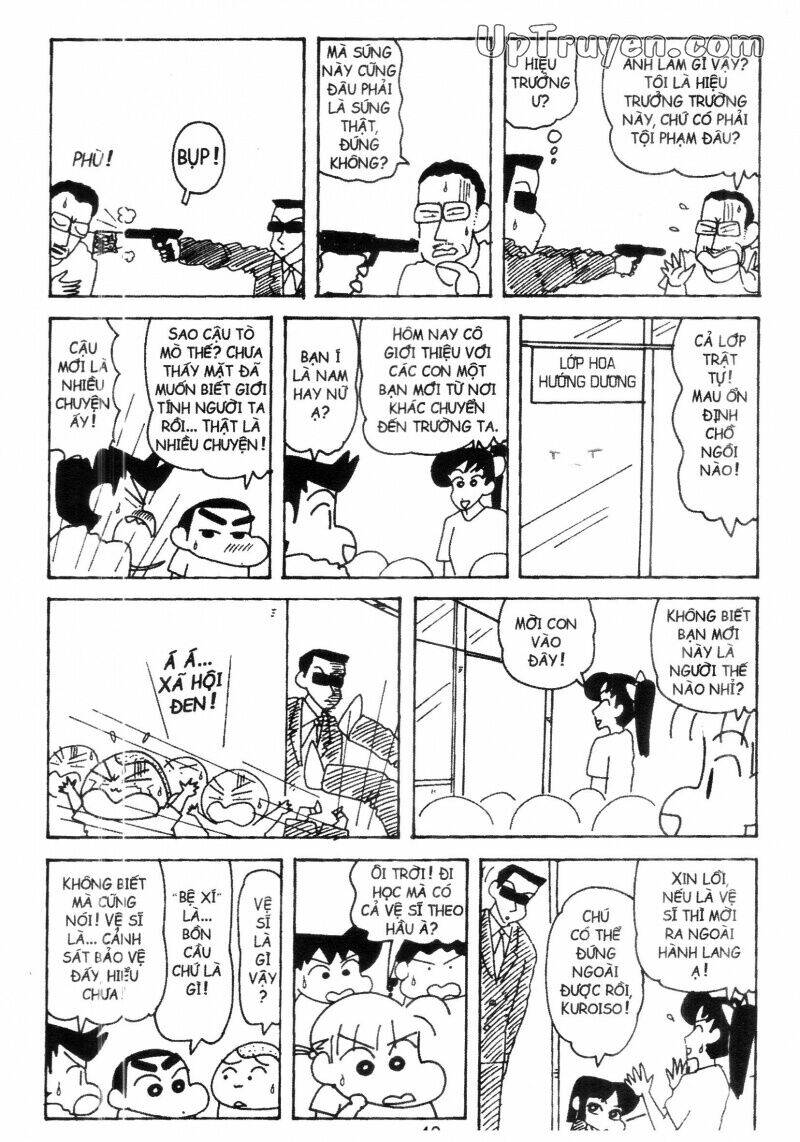 UpTruyen.com
ANH LÀM GÌ VẬY?
TÔI LÀ HIỆU
TRƯỞNG TRƯỜNG
NÀY, CHỨ CÓ PHẢI
TỘI PHẠM ĐÂU?
HIỆU
TRƯỞNG
Ư?
MÀ SÚNG
NÀY CŨNG
ĐÂU PHẢI
LÀ SÚNG
THẬT,
ĐÚNG
KHÔNG?
BỤP!
PHÙ!
CẢ LỚP
TRẬT
TỰ!
MAU ỔN
ĐỊNH
CHỖ
NGỒI
NÀO!
LỚP HOA
HƯỚNG DƯƠNG
HÔM NAY CÔ
GIỚI THIỆU VỚI
CÁC CON MỘT
BẠN MỚI TỪ NƠI
KHÁC CHUYỂN
ĐẾN TRƯỜNG TA.
BẠN Í
LÀ NAM
HAY NỮ
Ạ?
SAO CẬU TÒ
MÒ THẾ? CHƯA
THẤY MẶT ĐÃ
MUỐN BIẾT GIỚI
TÍNH NGƯỜI TA
RỒI... THẬT LÀ
NHIỀU CHUYỆN!
CẬU
MỚI LÀ
NHIỀU
CHUYỆN
ẤY!
KHÔNG BIẾT
BẠN MỚI
NÀY LÀ
NGƯỜI THẾ
NÀO NHỈ?
MỜI CON
VÀO
ĐÂY!
Á Á...
XÃ HỘI
ĐEN!
XIN LỖI,
NẾU LÀ VỆ
SĨ THÌ MỜI
RA NGOÀI
HÀNH LANG
Ạ!
CHÚ
CÓ THỂ
ĐỨNG
NGOÀI
ĐƯỢC RỒI,
KUROISO!
ÔI TRỜI! ĐI
HỌC MÀ CÓ
CẢ VỆ SĨ THEO
HẦU À?
VỆ
SĨ LÀ
GÌ
VẬY?
"BỆ XÍ"
LÀ...
BỒN
CẦU
CHỨ LÀ
GÌ!
KHÔNG BIẾT
MÀ CŨNG
NÓI! VỆ SĨ
LÀ... CẢNH
SÁT BẢO VỆ
ĐẤY, HIỂU
CHƯA!